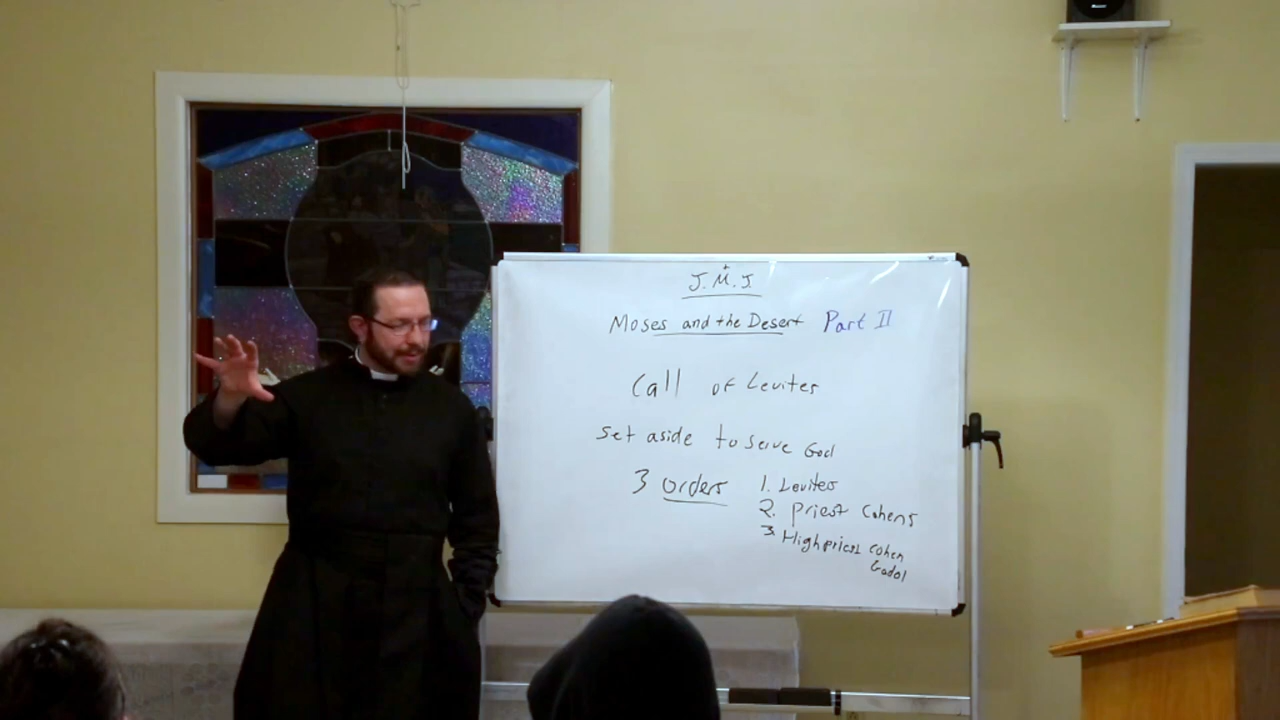 J.M.J.
Moses and the Desert Part II
Call of Levites
Set aside to serve God
3 orders 1. Levites
2. Priest Cohens
3. High priest Cohen
Gadol